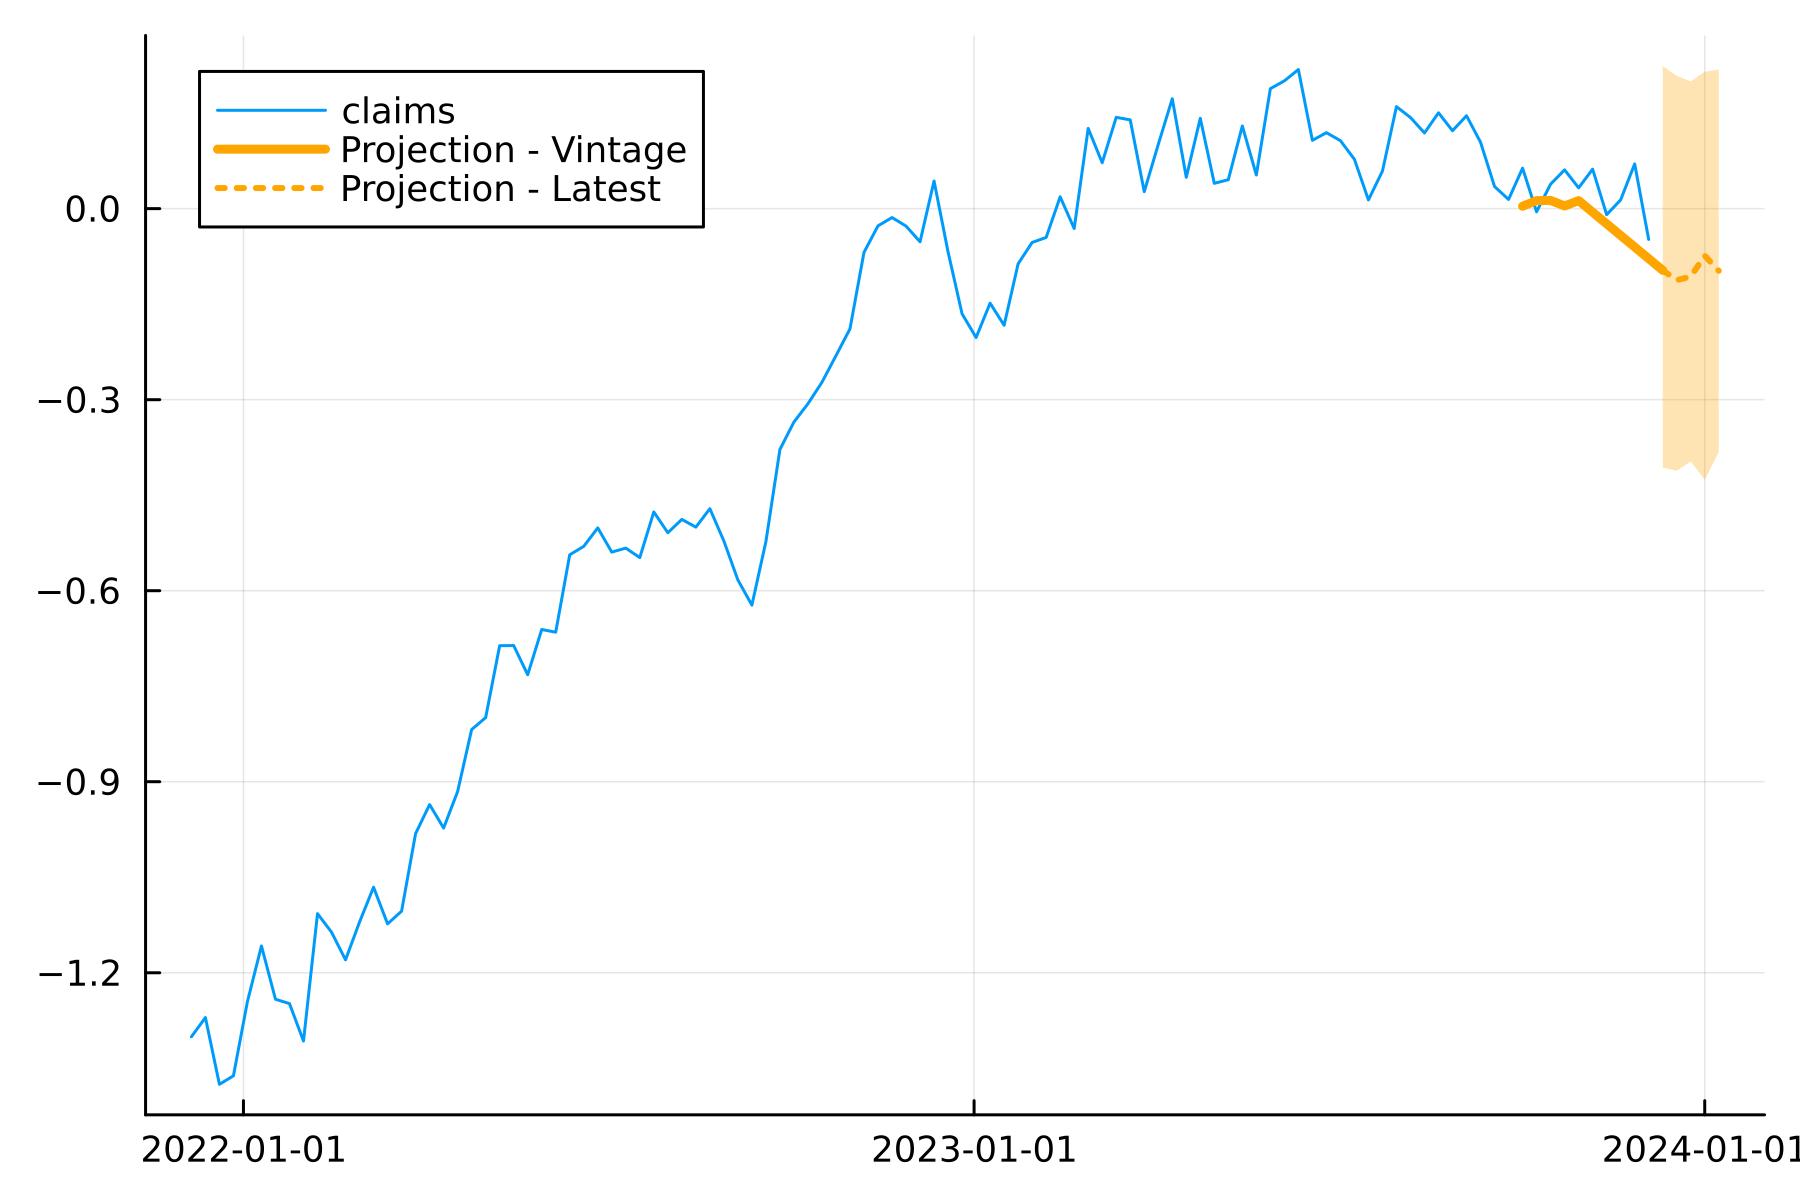 claims
Projection - Vintage
Projection - Latest
0.0
−0.3
−0.6
−0.9
−1.2
2022-01-01
2023-01-01
2024-01-01